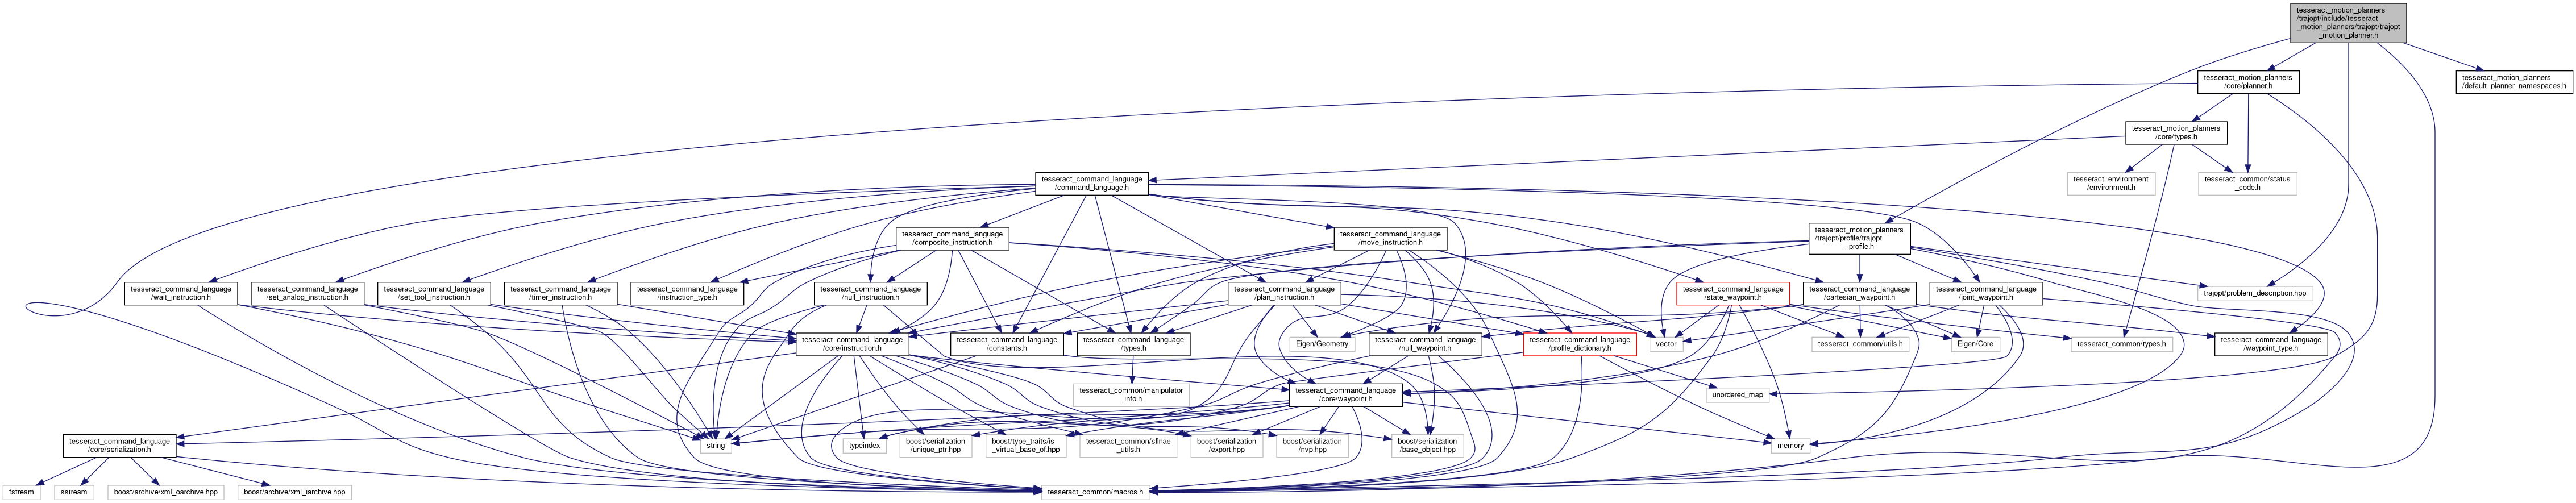 tesseract_motion_planners
/trajopt/include/tesseract
_motion_planners/trajopt/trajopt
_motion_planner.h
tesseract_motion_planners
/core/planner.h
tesseract_motion_planners
/default_planner_namespaces.h
tesseract_motion_planners
/core/types.h
tesseract_command_language
/command_language.h
tesseract_environment
/environment.h
tesseract_common/status
_code.h
tesseract_command_language
/composite_instruction.h
tesseract_command_language
/move_instruction.h
tesseract_motion_planners
/trajopt/profile/trajopt
_profile.h
tesseract_command_language
/wait_instruction.h
tesseract_command_language
/set_analog_instruction.h
tesseract_command_language
/set_tool_instruction.h
tesseract_command_language
/timer_instruction.h
tesseract_command_language
/instruction_type.h
tesseract_command_language
/null_instruction.h
tesseract_command_language
/plan_instruction.h
tesseract_command_language
/state_waypoint.h
tesseract_command_language
/cartesian_waypoint.h
tesseract_command_language
/joint_waypoint.h
trajopt/problem_description.hpp
tesseract_command_language
/core/instruction.h
tesseract_command_language
/constants.h
tesseract_command_language
/types.h
Eigen/Geometry
tesseract_command_language
/null_waypoint.h
tesseract_command_language
/profile_dictionary.h
vector
tesseract_common/utils.h
Eigen/Core
tesseract_common/types.h
tesseract_command_language
/waypoint_type.h
tesseract_common/manipulator
_info.h
tesseract_command_language
/core/waypoint.h
unordered_map
tesseract_command_language
/core/serialization.h
string
typeindex
boost/serialization
/unique_ptr.hpp
boost/type_traits/is
_virtual_base_of.hpp
tesseract_common/sfinae
_utils.h
boost/serialization
/export.hpp
boost/serialization
/nvp.hpp
boost/serialization
/base_object.hpp
memory
fstream
sstream
boost/archive/xml_oarchive.hpp
boost/archive/xml_iarchive.hpp
tesseract_common/macros.h